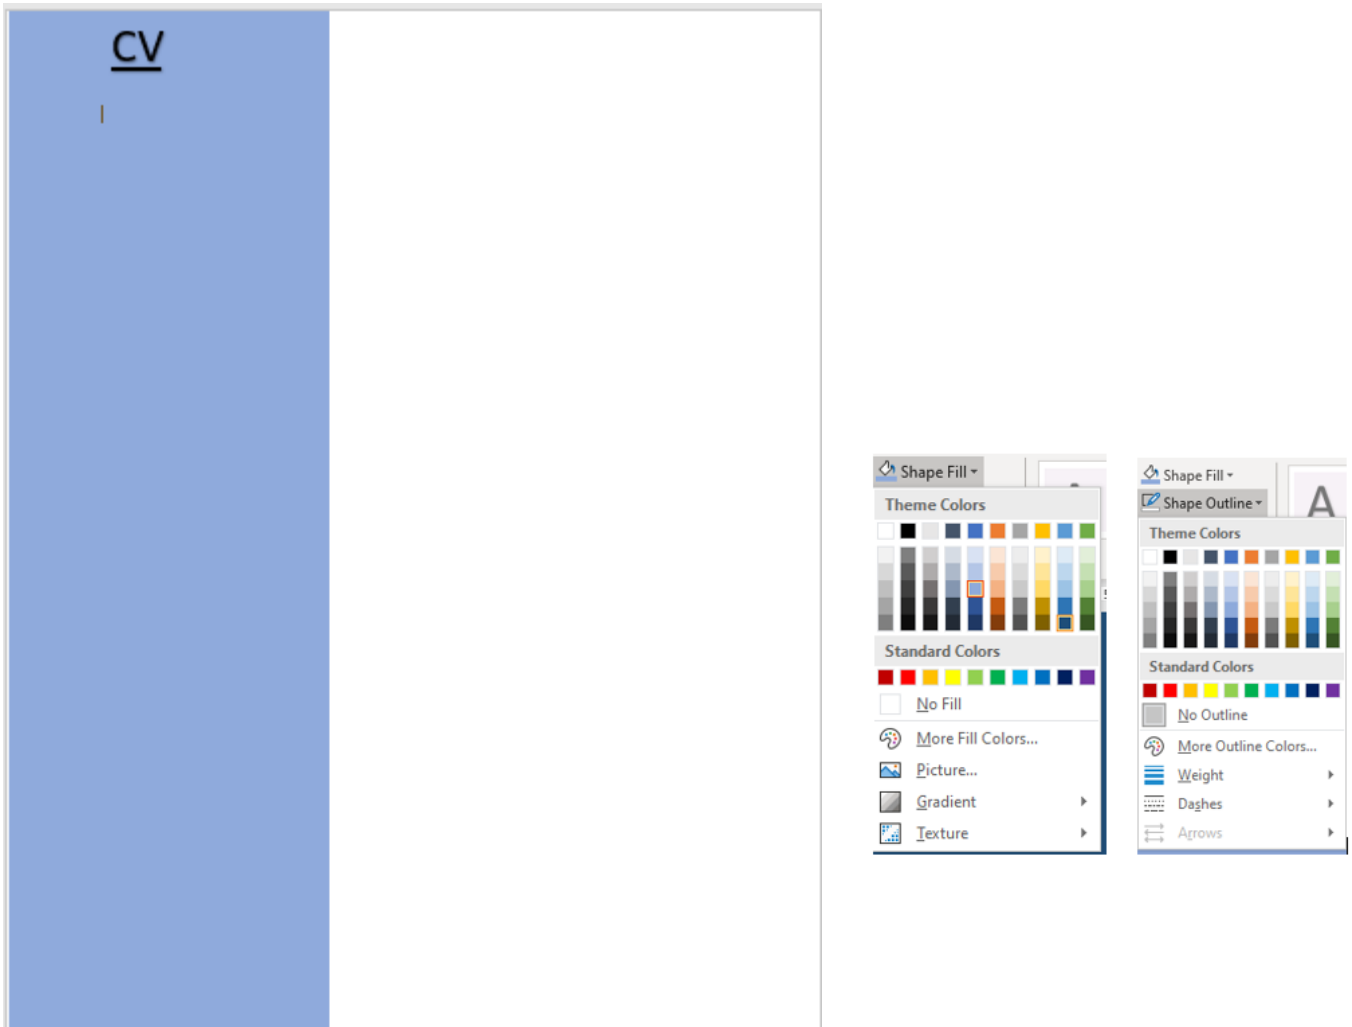 CV
Shape Fill
Theme Colors
Standard Colors
No Fill
More Fill Colors...
Picture...
Gradient
Texture
Shape Fill
Shape Outline
A
Theme Colors
Standard Colors
No Outline
More Outline Colors...
Weight
Dashes
Arrows